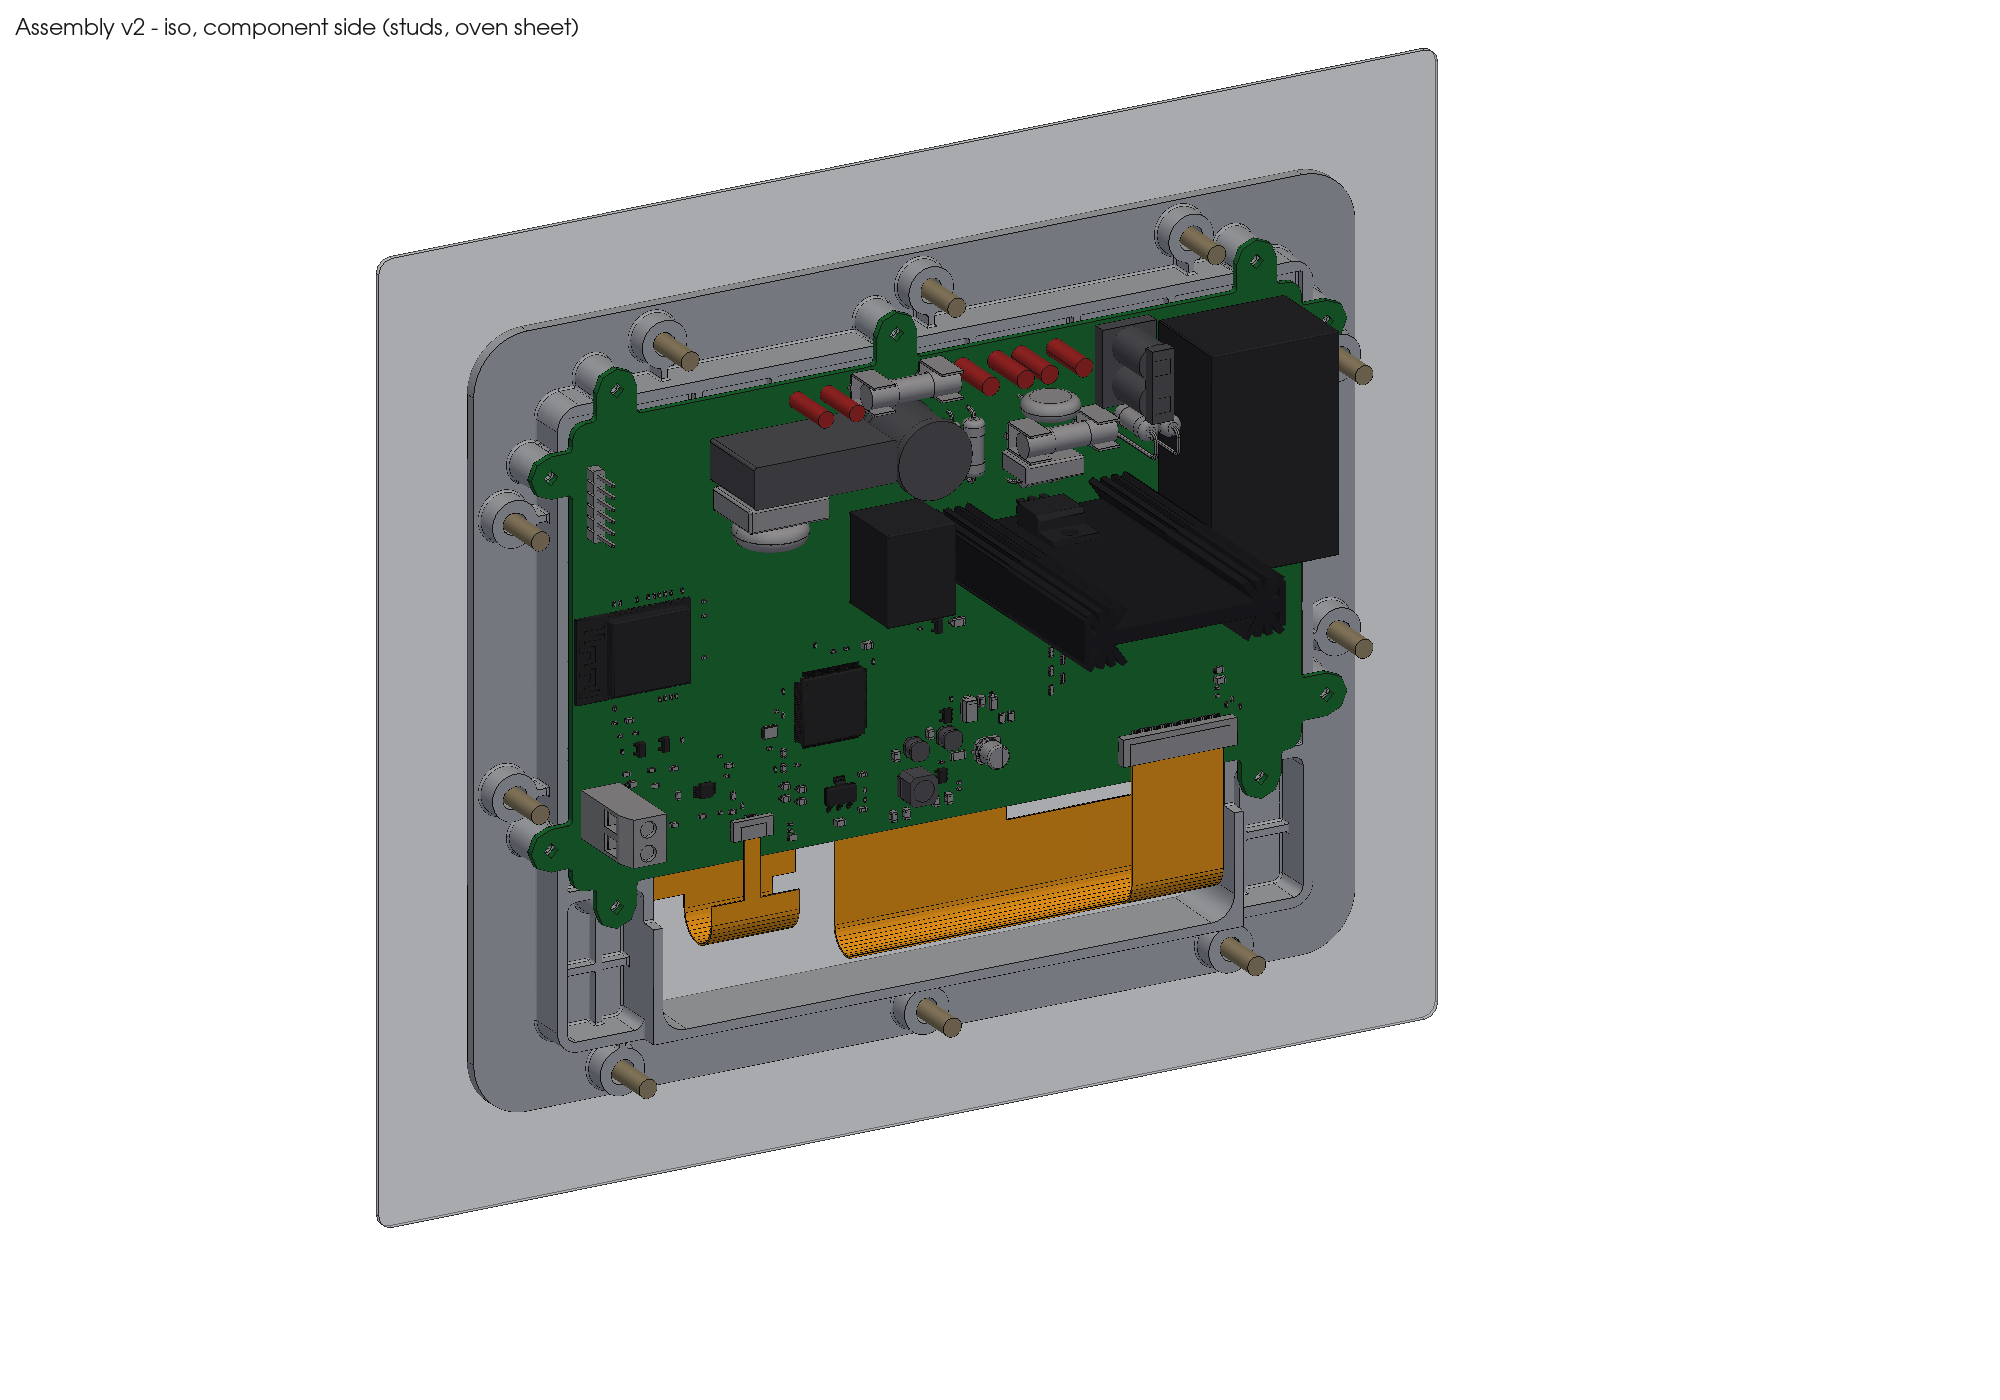 Assembly v2 - iso, component side (studs, oven sheet)